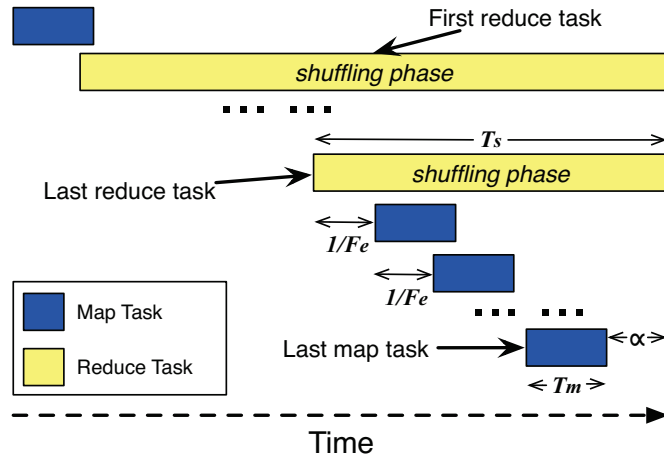 First reduce task
shuffling phase
Ts
Last reduce task
shuffling phase
1/Fe
1/Fe
Map Task
Reduce Task
Last map task
∝
Tm
Time